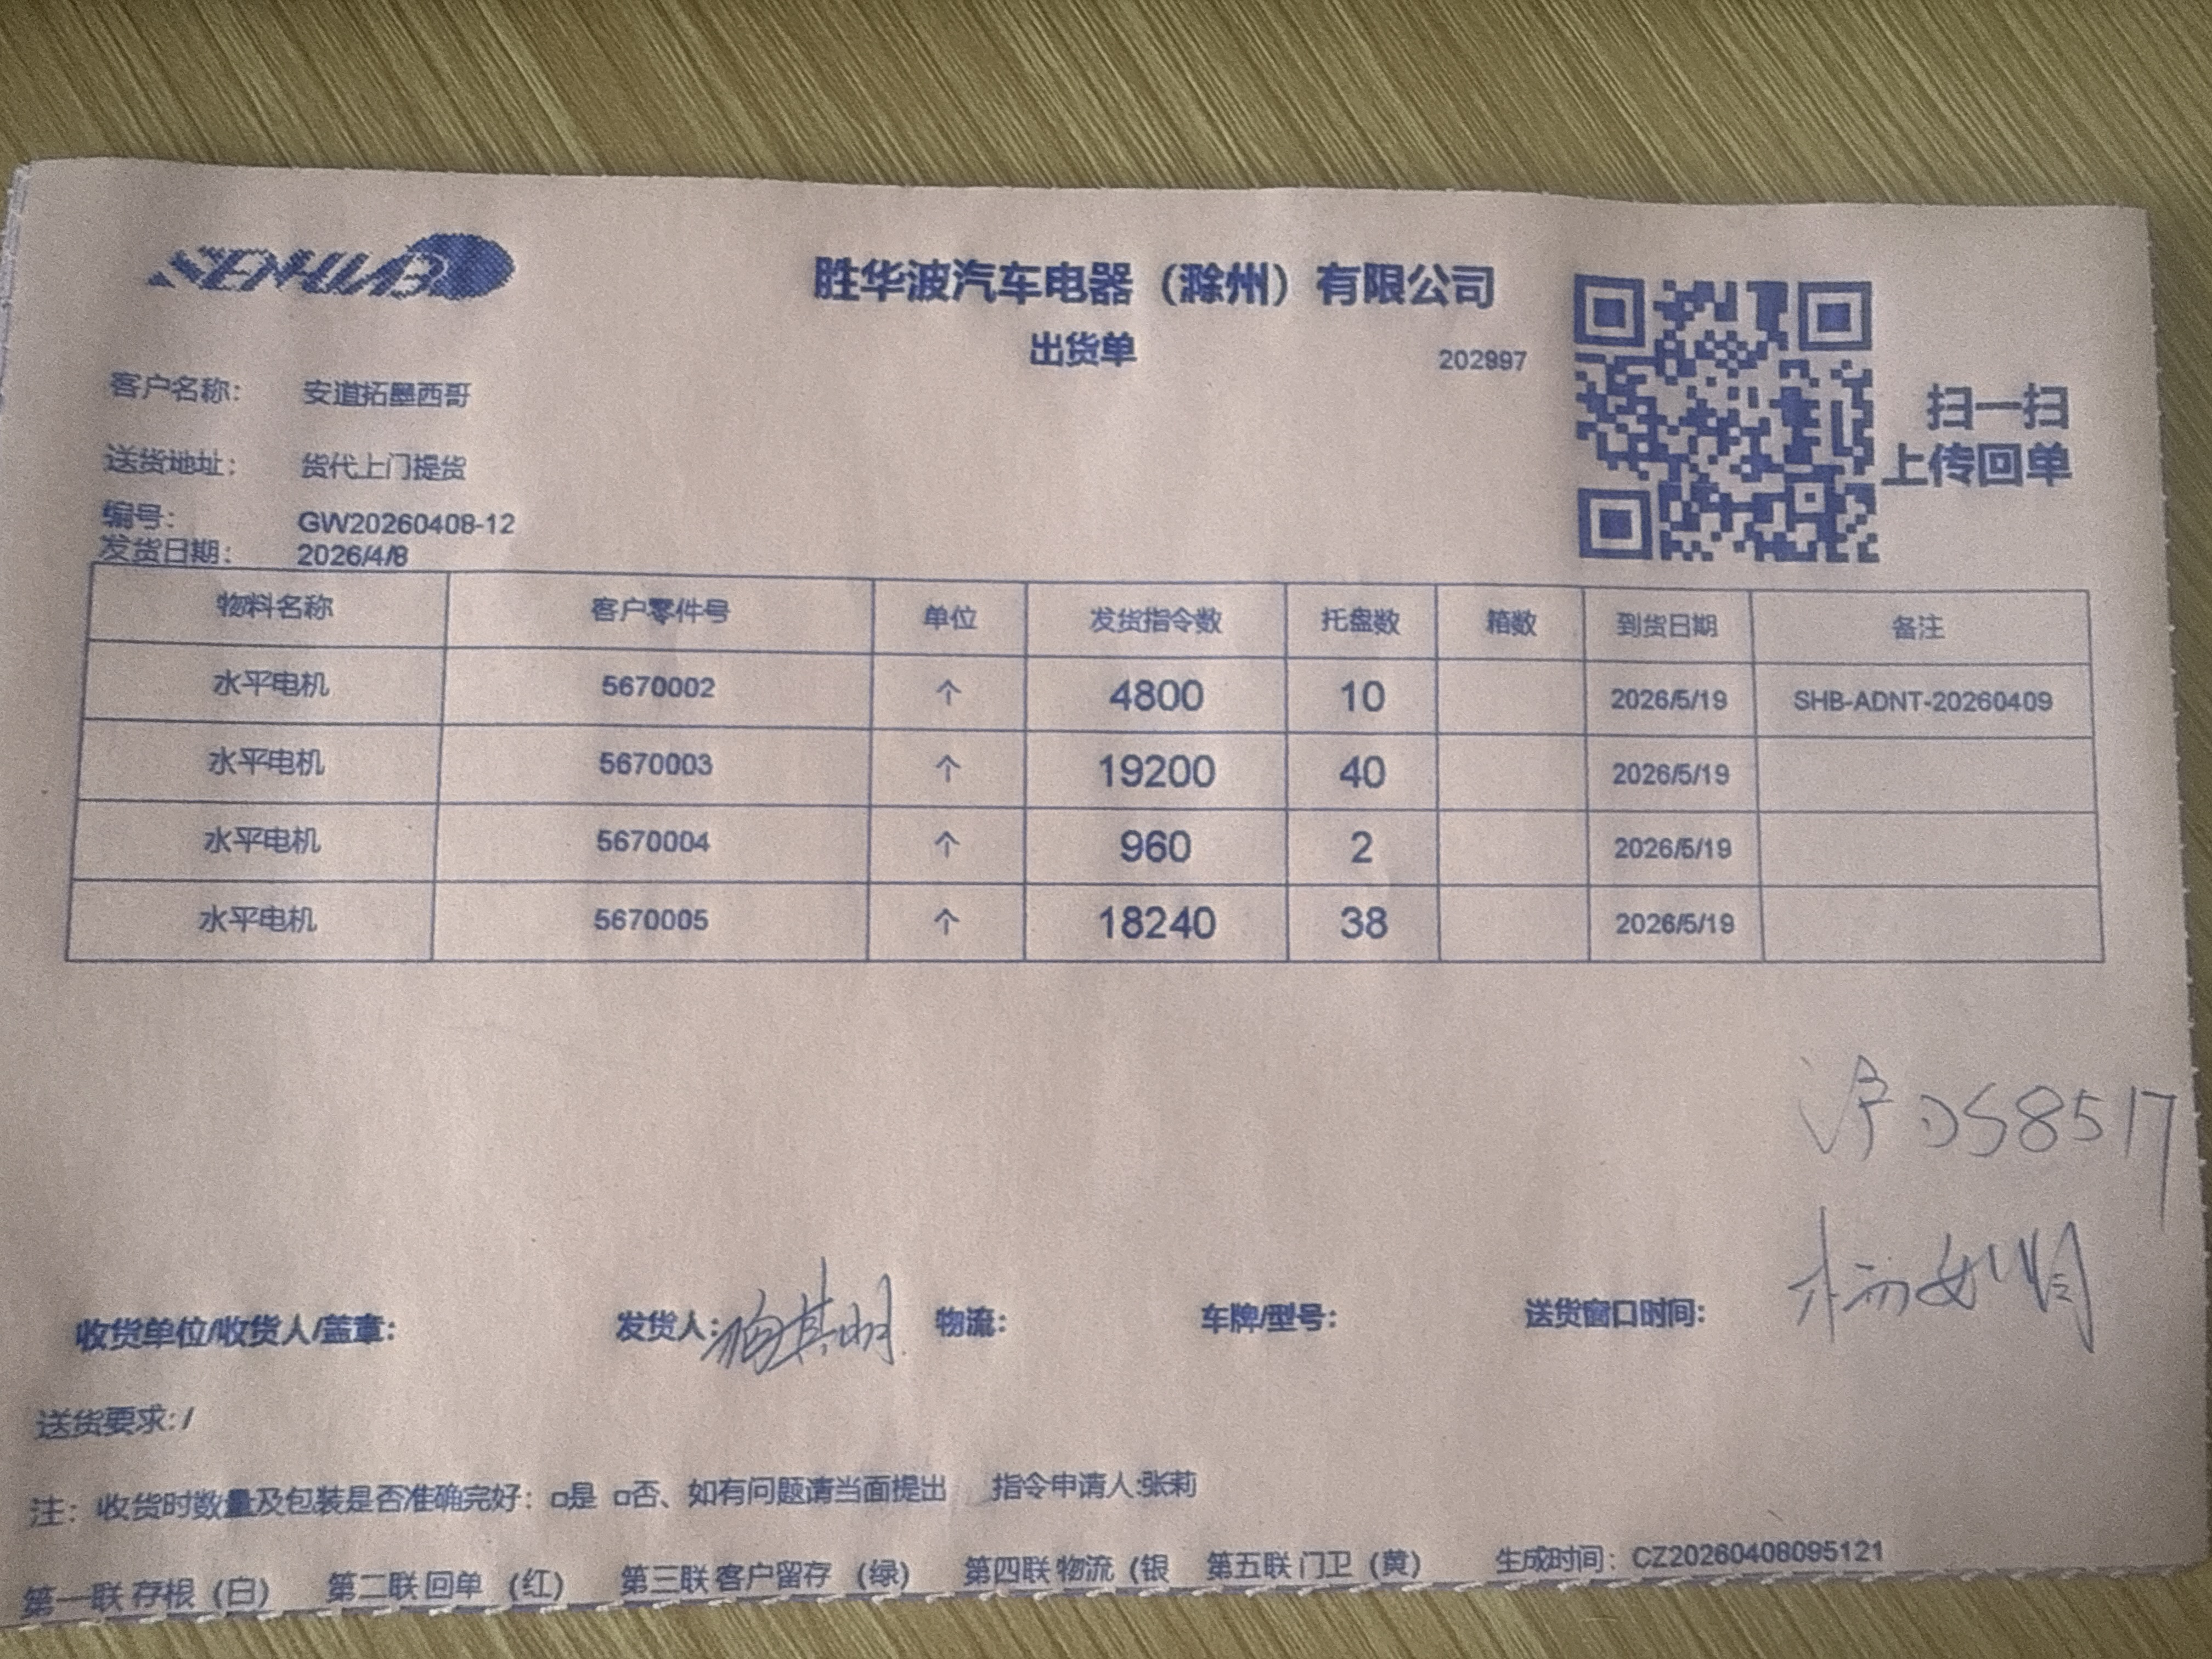 SENHUAB
胜华波汽车电器（滁州）有限公司
出货单
202997
扫一扫
上传回单
客户名称： 安道拓墨西哥
送货地址： 货代上门提货
编号： GW20260408-12
发货日期： 2026/4/8
物料名称 客户零件号 单位 发货指令数 托盘数 箱数 到货日期 备注
水平电机 5670002 个 4800 10 2026/5/19 SHB-ADNT-20260409
水平电机 5670003 个 19200 40 2026/5/19
水平电机 5670004 个 960 2 2026/5/19
水平电机 5670005 个 18240 38 2026/5/19
沪DS8517
收货单位/收货人/盖章： 发货人： 物流： 车牌/型号： 送货窗口时间：
送货要求：/
注：收货时数量及包装是否准确完好：□是 □否、如有问题请当面提出 指令申请人:张莉
第一联 存根（白） 第二联 回单（红） 第三联 客户留存（绿） 第四联 物流（银 第五联 门卫（黄） 生成时间：CZ20260408095121